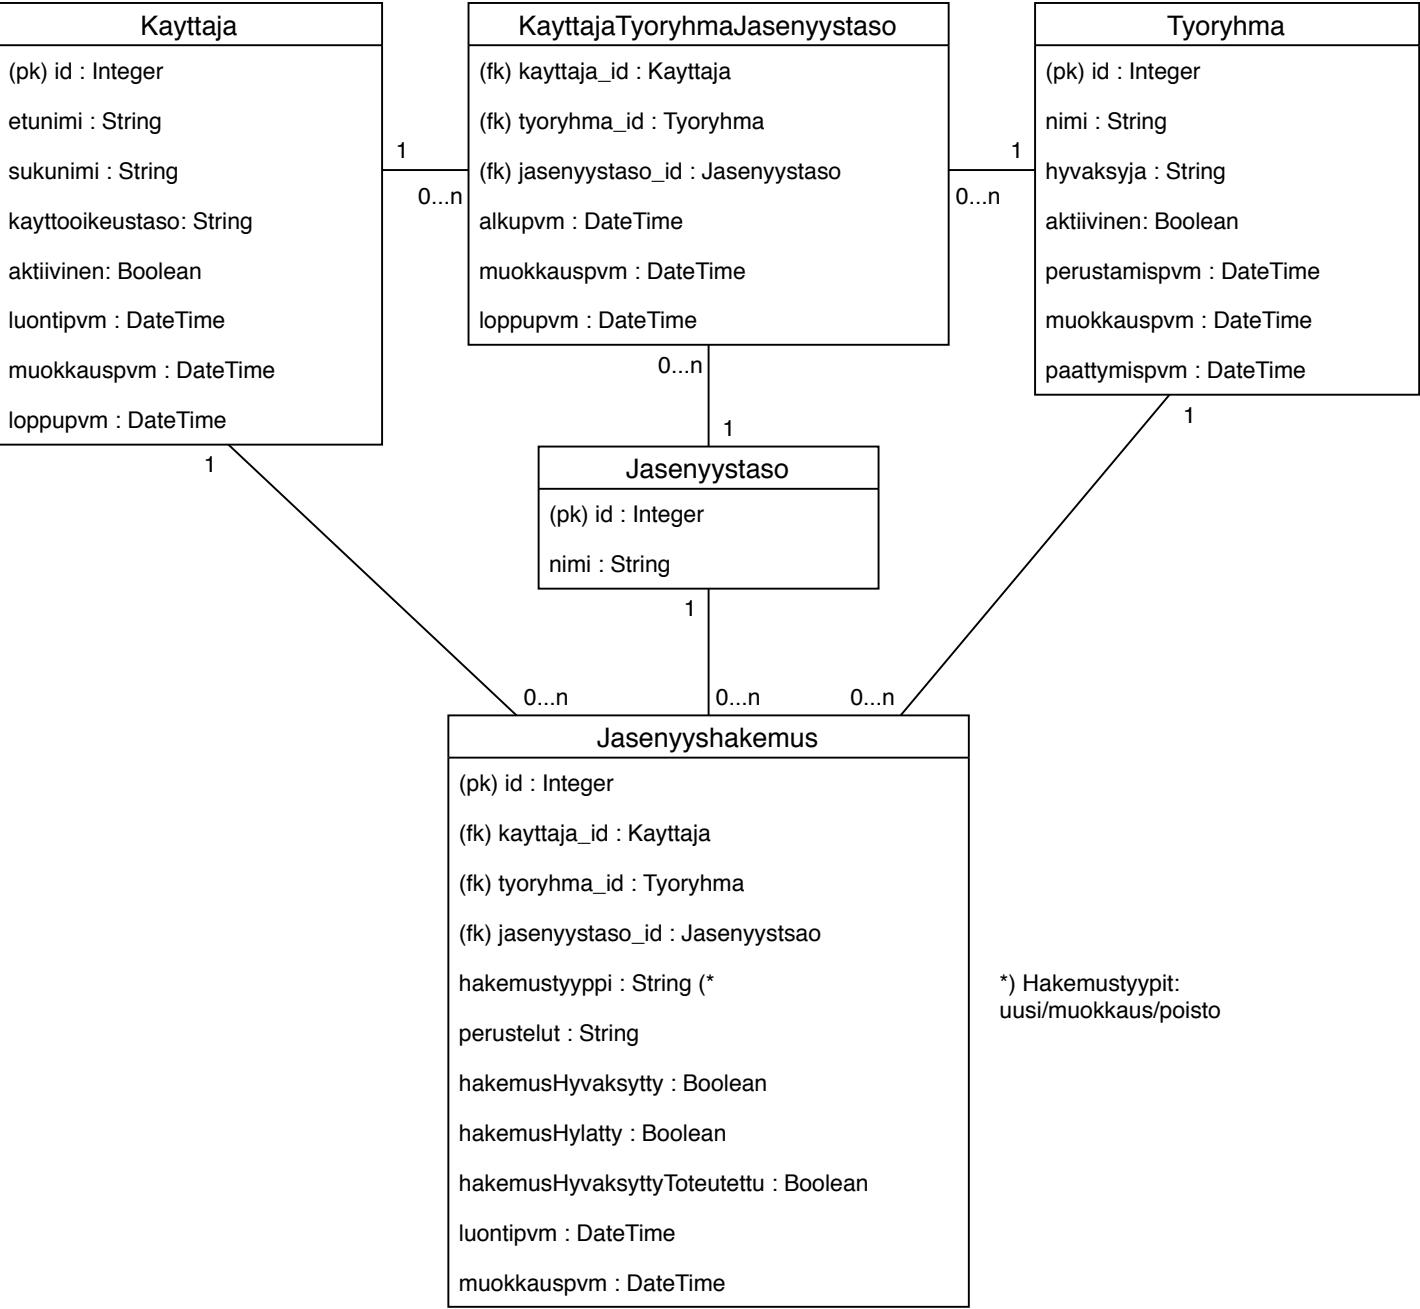 Kayttaja
(pk) id : Integer
etunimi : String
sukunimi : String
kayttooikeustaso: String
aktiivinen: Boolean
luontipvm : DateTime
muokkauspvm : DateTime
loppupvm : DateTime
1
0...n
KayttajaTyoryhmaJasenyystaso
(fk) kayttaja_id : Kayttaja
(fk) tyoryhma_id : Tyoryhma
(fk) jasenyystaso_id : Jasenyystaso
alkupvm : DateTime
muokkauspvm : DateTime
loppupvm : DateTime
1
0...n
Tyoryhma
(pk) id : Integer
nimi : String
hyvaksyja : String
aktiivinen: Boolean
perustamispvm : DateTime
muokkauspvm : DateTime
paattymispvm : DateTime
0...n
1
Jasenyystaso
(pk) id : Integer
nimi : String
1
1
1
0...n
0...n
0...n
Jasenyyshakemus
(pk) id : Integer
(fk) kayttaja_id : Kayttaja
(fk) tyoryhma_id : Tyoryhma
(fk) jasenyystaso_id : Jasenyystsao
hakemustyyppi : String (*
perustelut : String
hakemusHyvaksytty : Boolean
hakemusHylatty : Boolean
hakemusHyvaksyttyToteutettu : Boolean
luontipvm : DateTime
muokkauspvm : DateTime
*) Hakemustyypit:
uusi/muokkaus/poisto